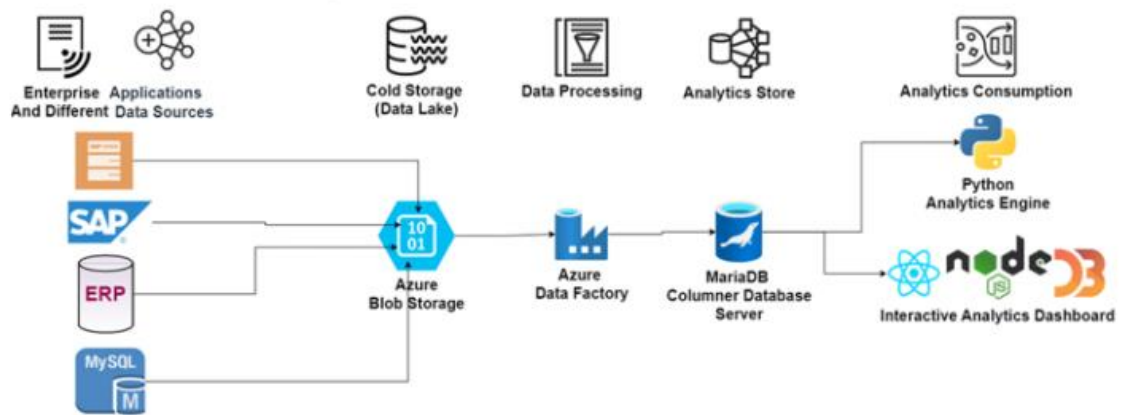 Enterprise
And Different
Applications
Data Sources
Cold Storage
(Data Lake)
Data Processing
Analytics Store
Analytics Consumption
SAP
ERP
MySQL
M
10
01
Azure
Blob Storage
Azure
Data Factory
MariaDB
Columner Database
Server
Python
Analytics Engine
node
JS
D3
Interactive Analytics Dashboard